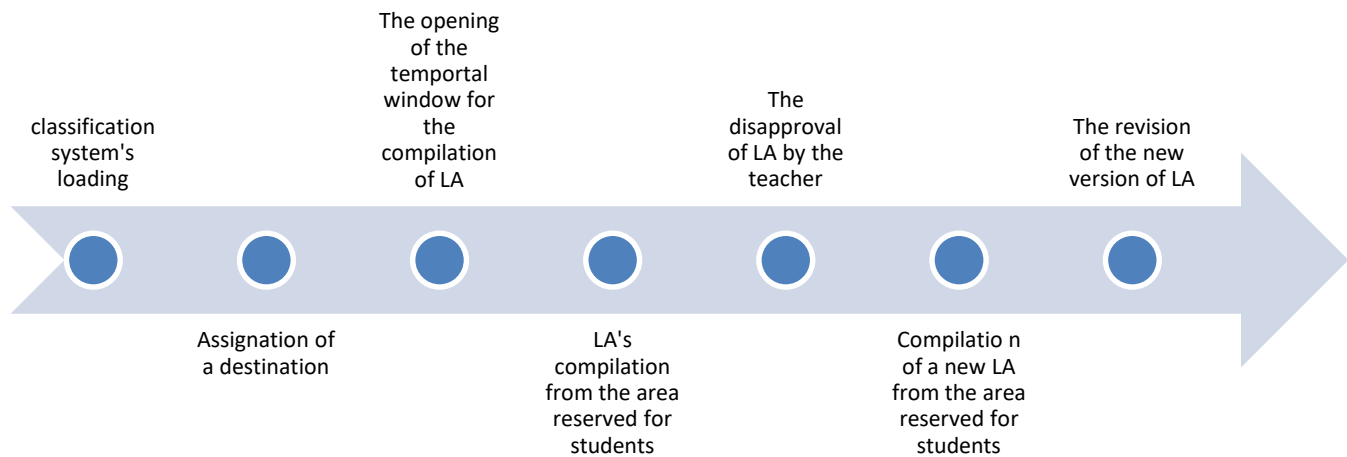 classification
system's
loading
Assignation of
a destination
The opening
of the
temportal
window for
the
compilation
of LA
LA's
compilation
from the area
reserved for
students
The
disapproval
of LA by the
teacher
Compilatio n
of a new LA
from the area
reserved for
students
The revision
of the new
version of LA